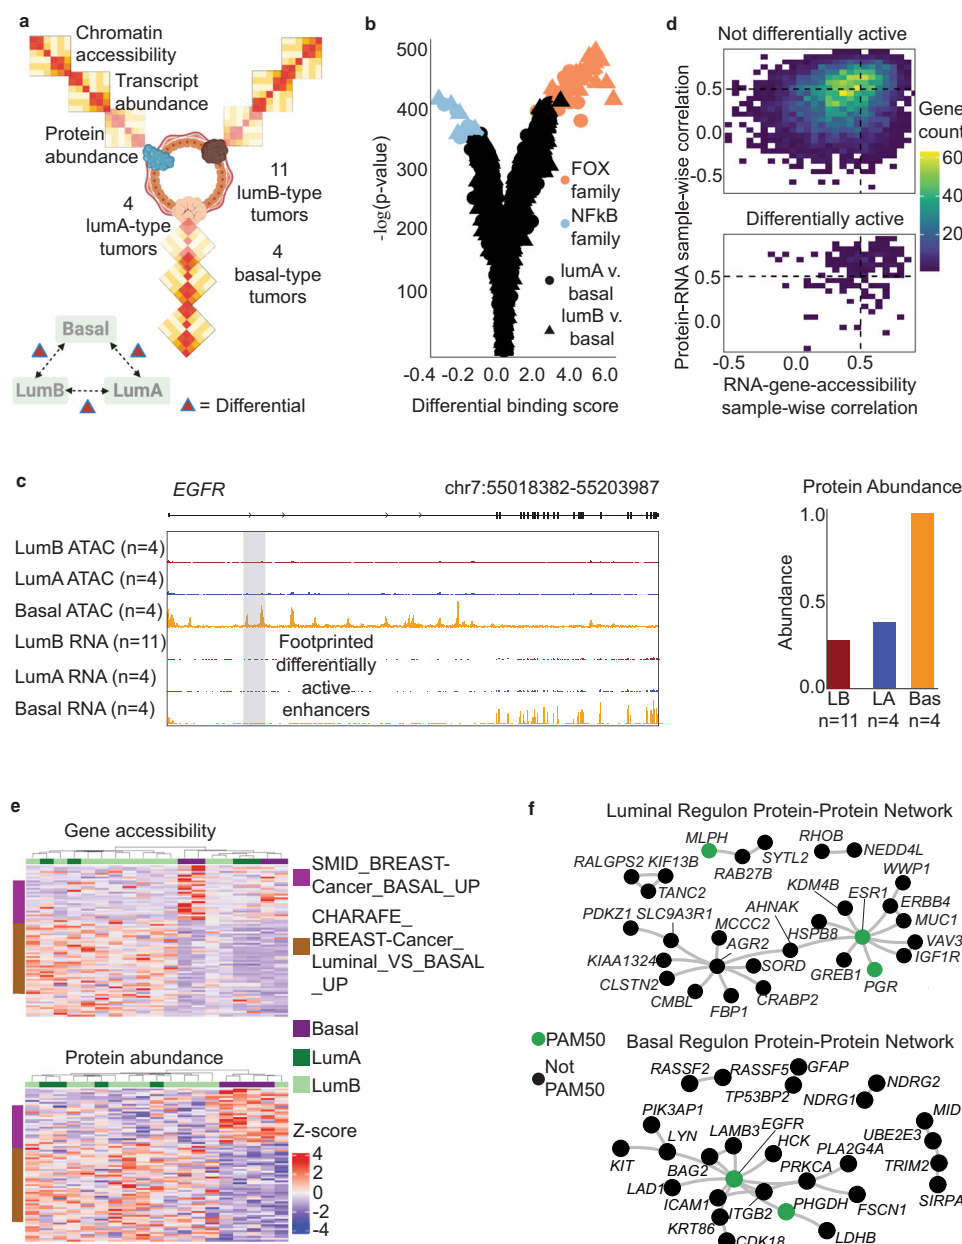 a
Chromatin
accessibility
Transcript
abundance
Protein
abundance
11
lumB-type
tumors
4
lumA-type
tumors
4
basal-type
tumors
Basal
LumB
LumA
= Differential
b
500
400
300
200
100
-log(p-value)
-0.4 -0.2 0.0 2.0 4.0 6.0
Differential binding score
FOX
family
NFkB
family
lumA v.
basal
lumB v.
basal
d
Not differentially active
0.5
0.0
-0.5
Differentially active
0.5
0.0
-0.5 0.0 0.5
Protein-RNA sample-wise correlation
RNA-gene-accessibility
sample-wise correlation
Gene
count
60
40
20
c
EGFR
chr7:55018382-55203987
LumB ATAC (n=4)
LumA ATAC (n=4)
Basal ATAC (n=4)
LumB RNA (n=11)
LumA RNA (n=4)
Basal RNA (n=4)
Footprinted
differentially
active
enhancers
Protein Abundance
1.0
0.5
0.0
Abundance
LB LA Bas
n=11 n=4 n=4
e
Gene accessibility
SMID_BREAST-
Cancer_BASAL_UP
CHARAFE_
BREAST-Cancer_
Luminal_VS_BASAL
_UP
Basal
LumA
LumB
Protein abundance
Z-score
4
2
0
-2
-4
f
Luminal Regulon Protein-Protein Network
MLPH
RHOB
SYTL2
NEDD4L
RALGPS2 KIF13B
RAB27B
WWP1
TANC2
KDM4B
ESR1
AHNAK
ERBB4
PDKZ1 SLC9A3R1
MCCC2
MUC1
HSPB8
AGR2
VAV3
KIAA1324
SORD
IGF1R
GREB1
CLSTN2
PGR
CMBL
CRABP2
FBP1
PAM50
Not
PAM50
Basal Regulon Protein-Protein Network
RASSF2
RASSF5
GFAP
TP53BP2
NDRG2
NDRG1
PIK3AP1
MID
LAMB3
EGFR
LYN
HCK
UBE2E3
PLA2G4A
KIT
BAG2
PRKCA
TRIM2
LAD1
ICAM1
PHGDH
SIRPA
ITGB2
FSCN1
KRT86
CDK18
LDHB